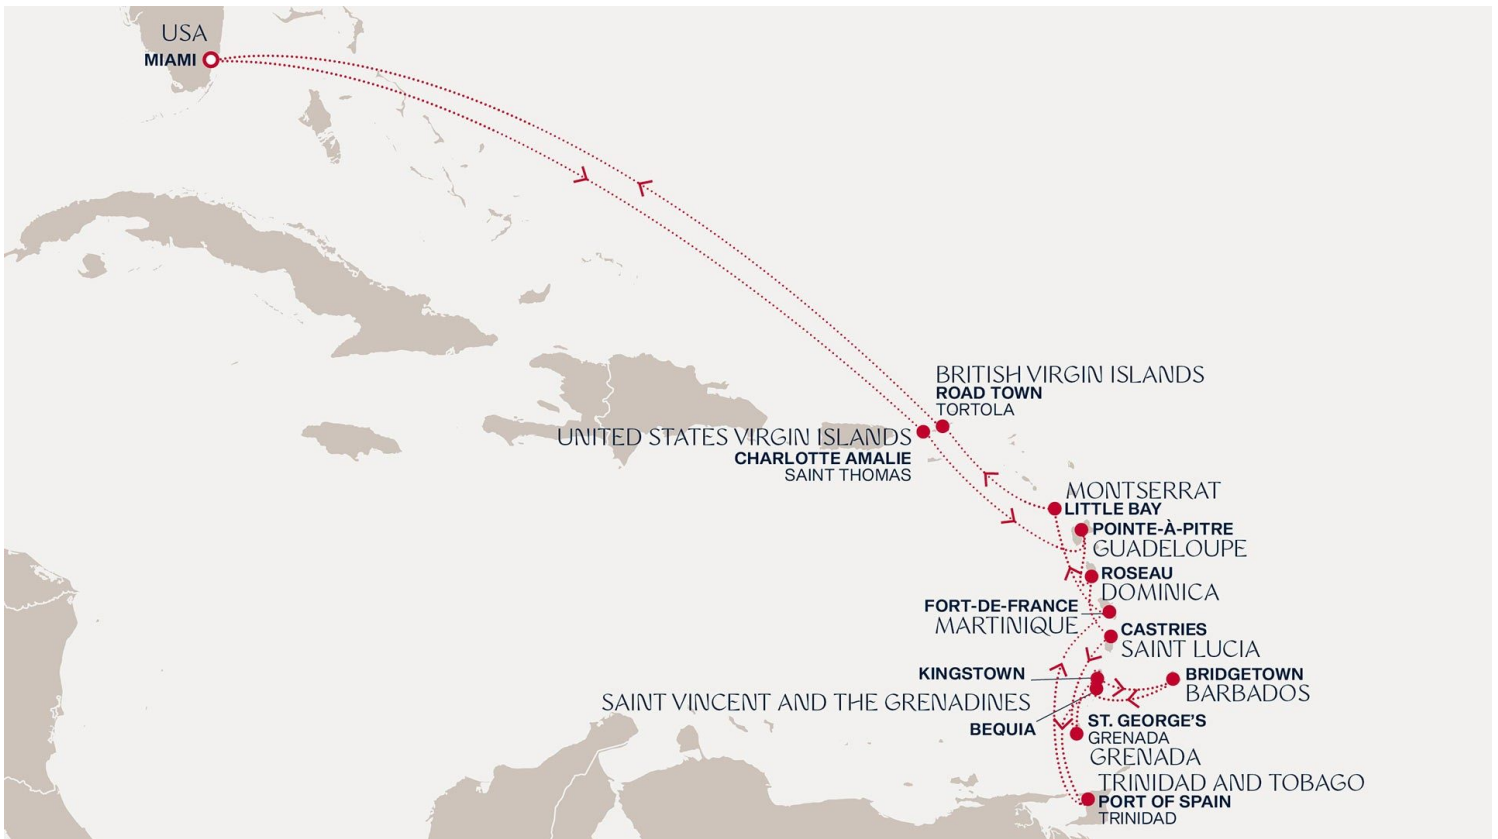 USA
MIAMI
BRITISH VIRGIN ISLANDS
ROAD TOWN
TORTOLA
UNITED STATES VIRGIN ISLANDS
CHARLOTTE AMALIE
SAINT THOMAS
MONTSERRAT
LITTLE BAY
POINTE-À-PITRE
GUADELOUPE
ROSEAU
DOMINICA
FORT-DE-FRANCE
MARTINIQUE
CASTRIES
SAINT LUCIA
KINGSTOWN
SAINT VINCENT AND THE GRENADINES
BEQUIA
BRIDGETOWN
BARBADOS
ST. GEORGE'S
GRENADA
GRENADA
TRINIDAD AND TOBAGO
PORT OF SPAIN
TRINIDAD